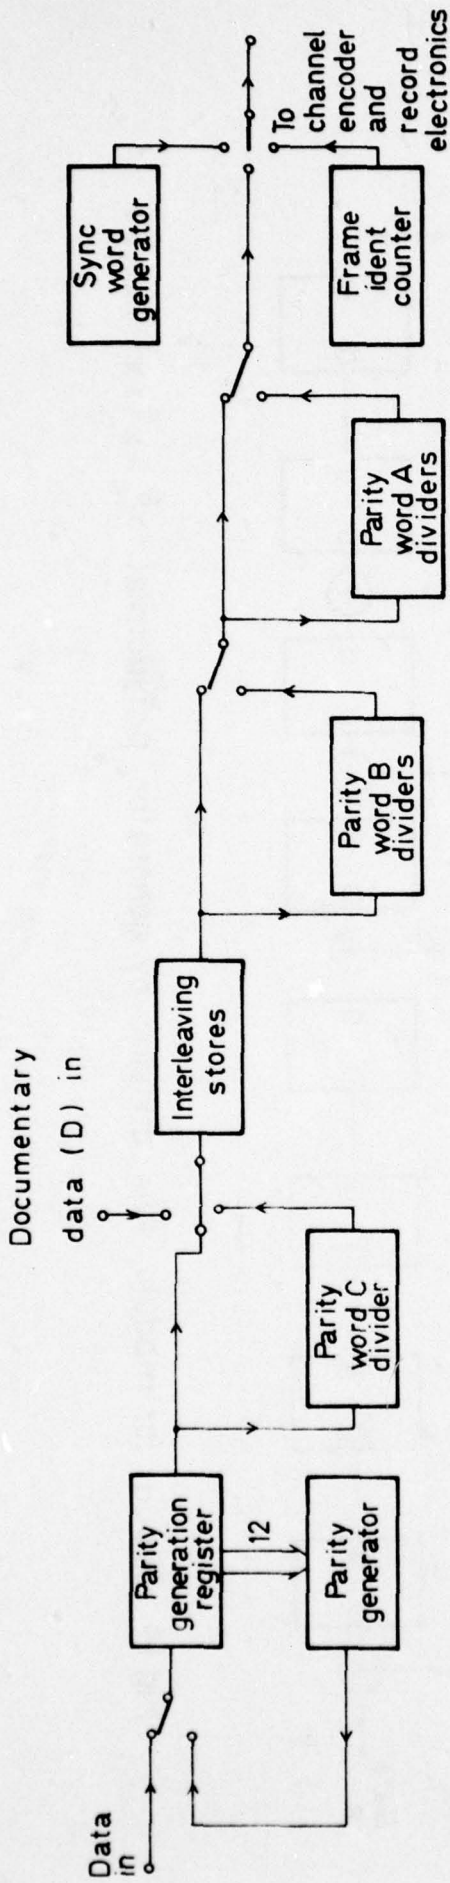 Data
in
Parity
generation
register
12
Parity
generator
Parity
word C
divider
Documentary
data (D) in
Interleaving
stores
Parity
word B
dividers
Parity
word A
dividers
Sync
word
generator
Frame
ident
counter
To
channel
encoder
and
record
electronics